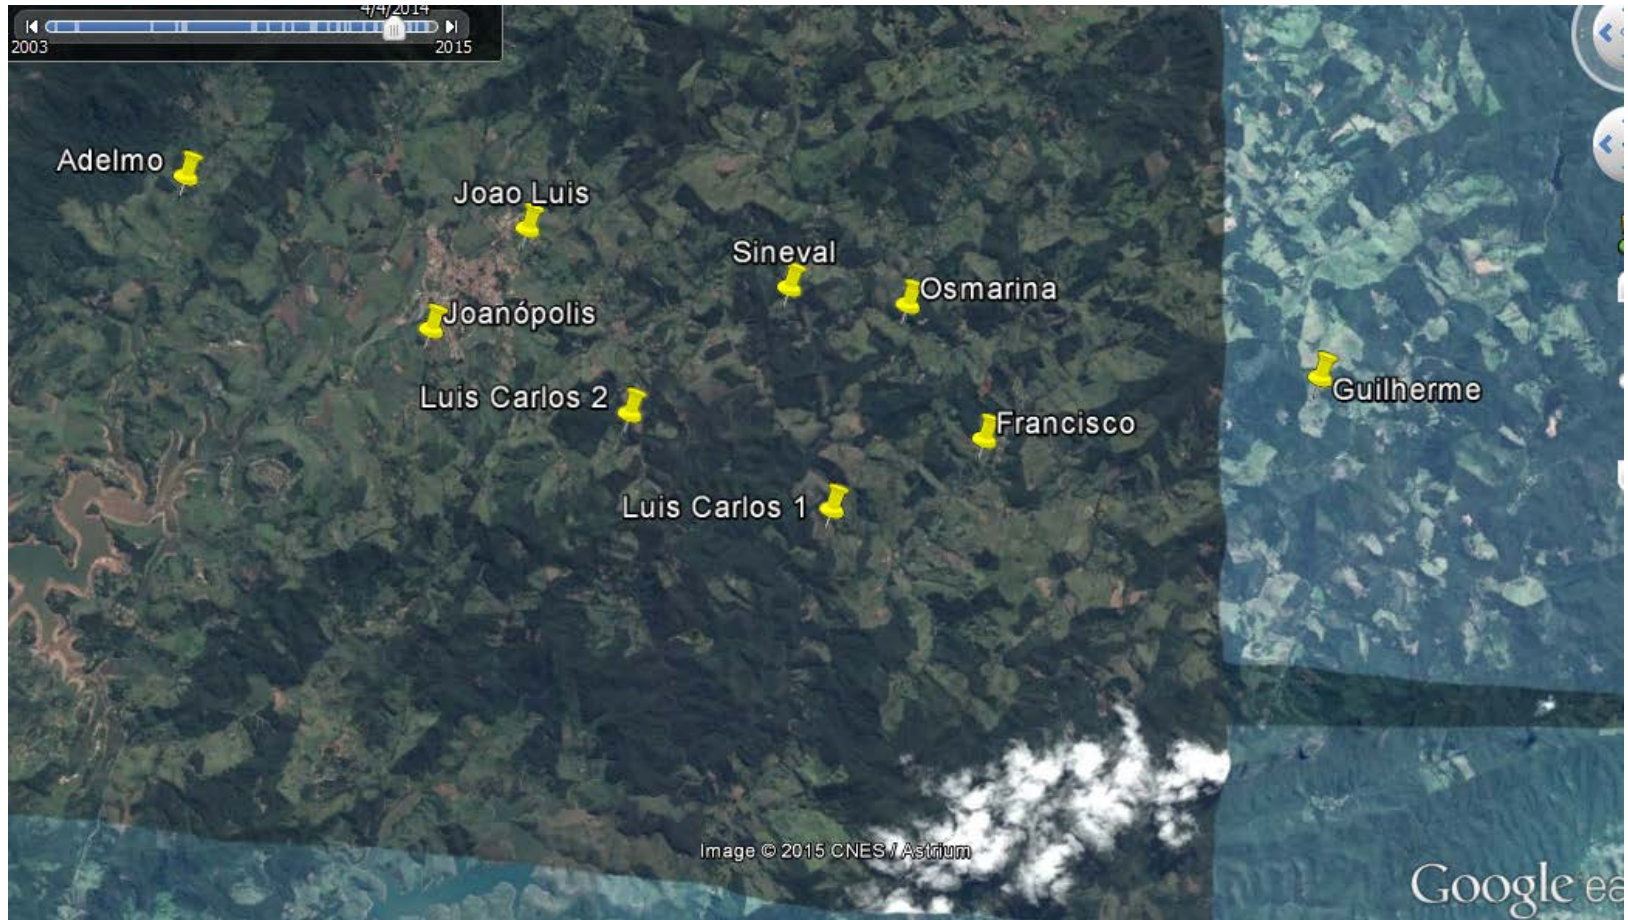 4/4/2014
2003
2015
Adelmo
Joao Luis
Sineval
Osmarina
Joanópolis
Guilherme
Luis Carlos 2
Francisco
Luis Carlos 1
Image © 2015 CNES / Astrium
Google ea